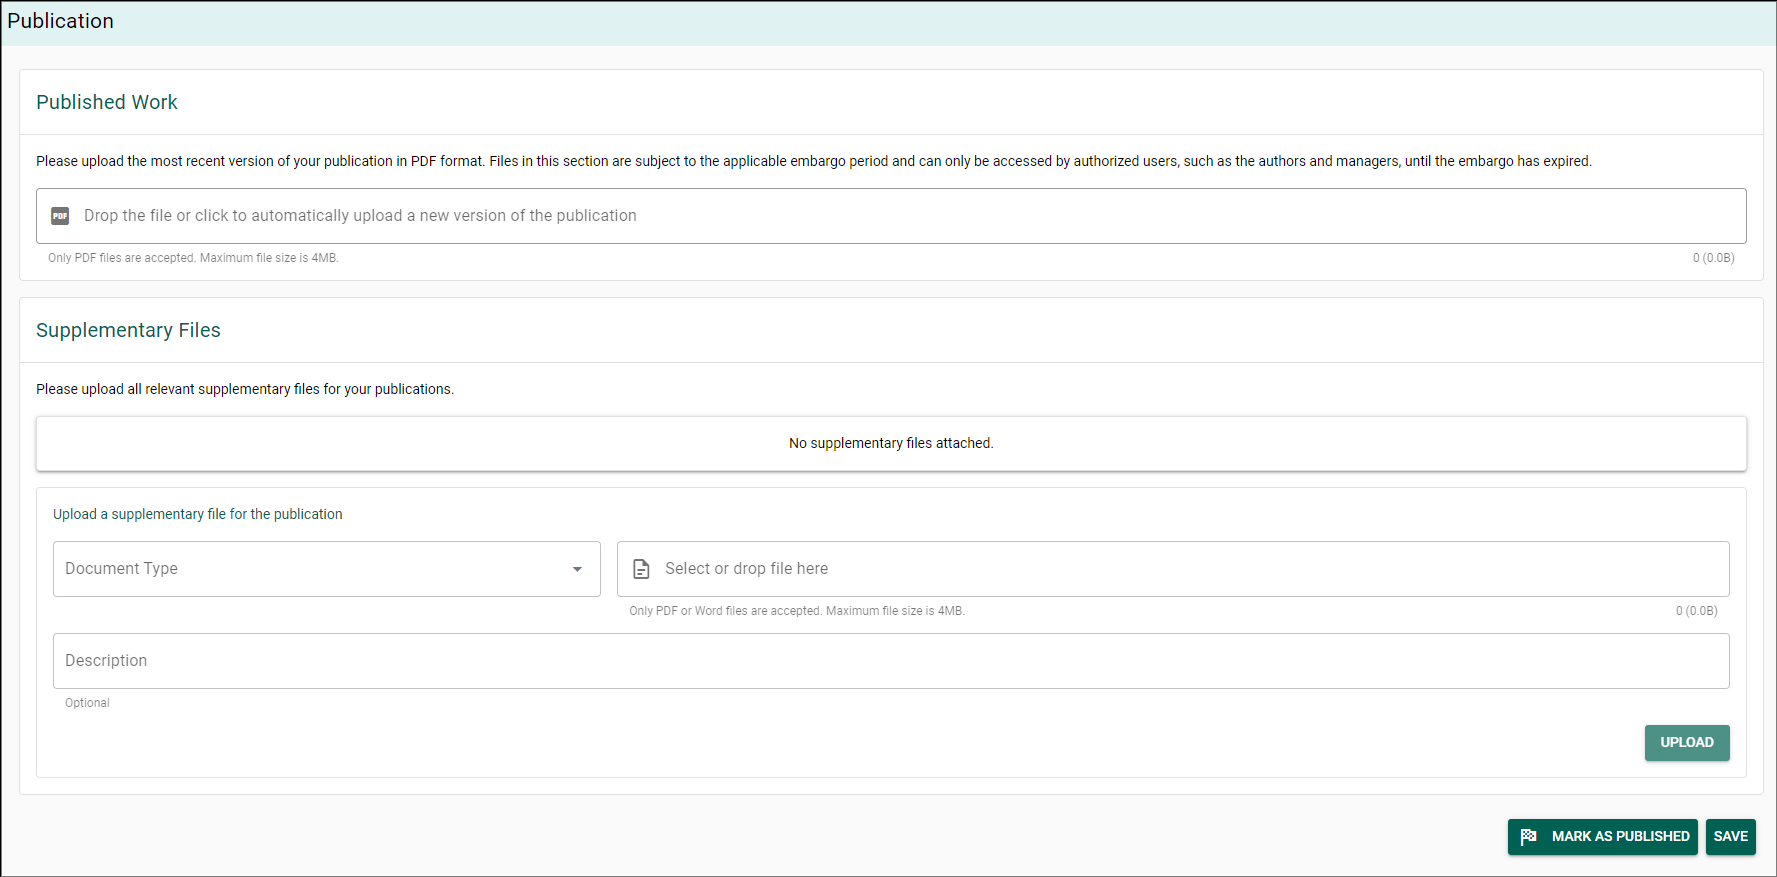 Publication
Published Work
Please upload the most recent version of your publication in PDF format. Files in this section are subject to the applicable embargo period and can only be accessed by authorized users, such as the authors and managers, until the embargo has expired.
PDF Drop the file or click to automatically upload a new version of the publication
Only PDF files are accepted. Maximum file size is 4MB. 0 (0.0B)
Supplementary Files
Please upload all relevant supplementary files for your publications.
No supplementary files attached.
Upload a supplementary file for the publication
Document Type Select or drop file here
Only PDF or Word files are accepted. Maximum file size is 4MB. 0 (0.0B)
Description
Optional
UPLOAD
MARK AS PUBLISHED SAVE